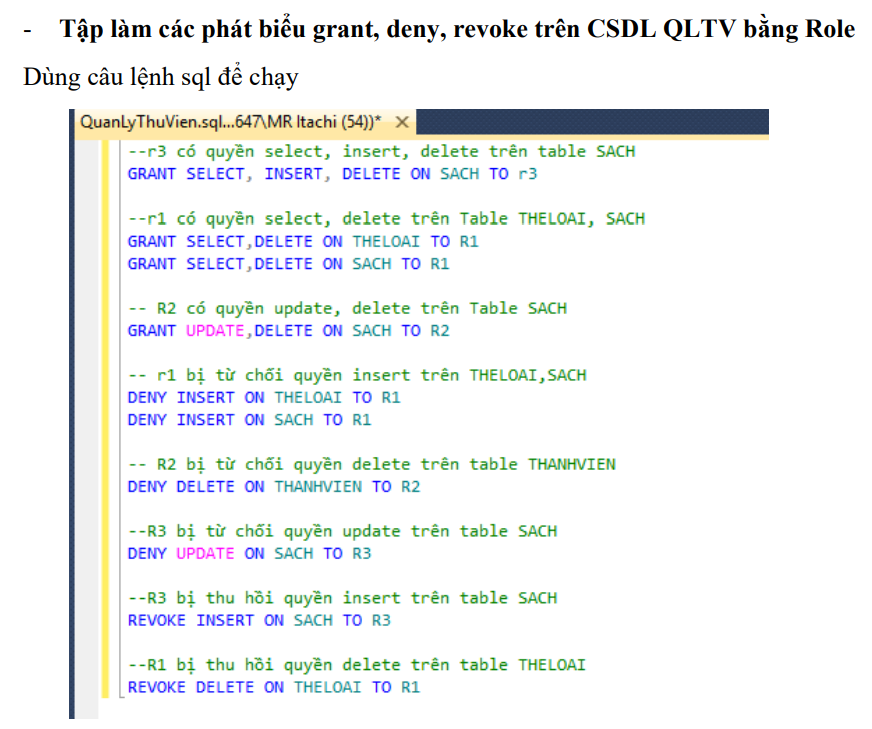 - Tập làm các phát biểu grant, deny, revoke trên CSDL QLTV bằng Role
Dùng câu lệnh sql để chạy
QuanLyThuVien.sql...647\MR Itachi (54))* ×
--r3 có quyền select, insert, delete trên table SACH
GRANT SELECT, INSERT, DELETE ON SACH TO r3
--r1 có quyền select, delete trên Table THELOAI, SACH
GRANT SELECT,DELETE ON THELOAI TO R1
GRANT SELECT,DELETE ON SACH TO R1
-- R2 có quyền update, delete trên Table SACH
GRANT UPDATE,DELETE ON SACH TO R2
-- r1 bị từ chối quyền insert trên THELOAI,SACH
DENY INSERT ON THELOAI TO R1
DENY INSERT ON SACH TO R1
-- R2 bị từ chối quyền delete trên table THANHVIEN
DENY DELETE ON THANHVIEN TO R2
--R3 bị từ chối quyền update trên table SACH
DENY UPDATE ON SACH TO R3
--R3 bị thu hồi quyền insert trên table SACH
REVOKE INSERT ON SACH TO R3
--R1 bị thu hồi quyền delete trên table THELOAI
REVOKE DELETE ON THELOAI TO R1